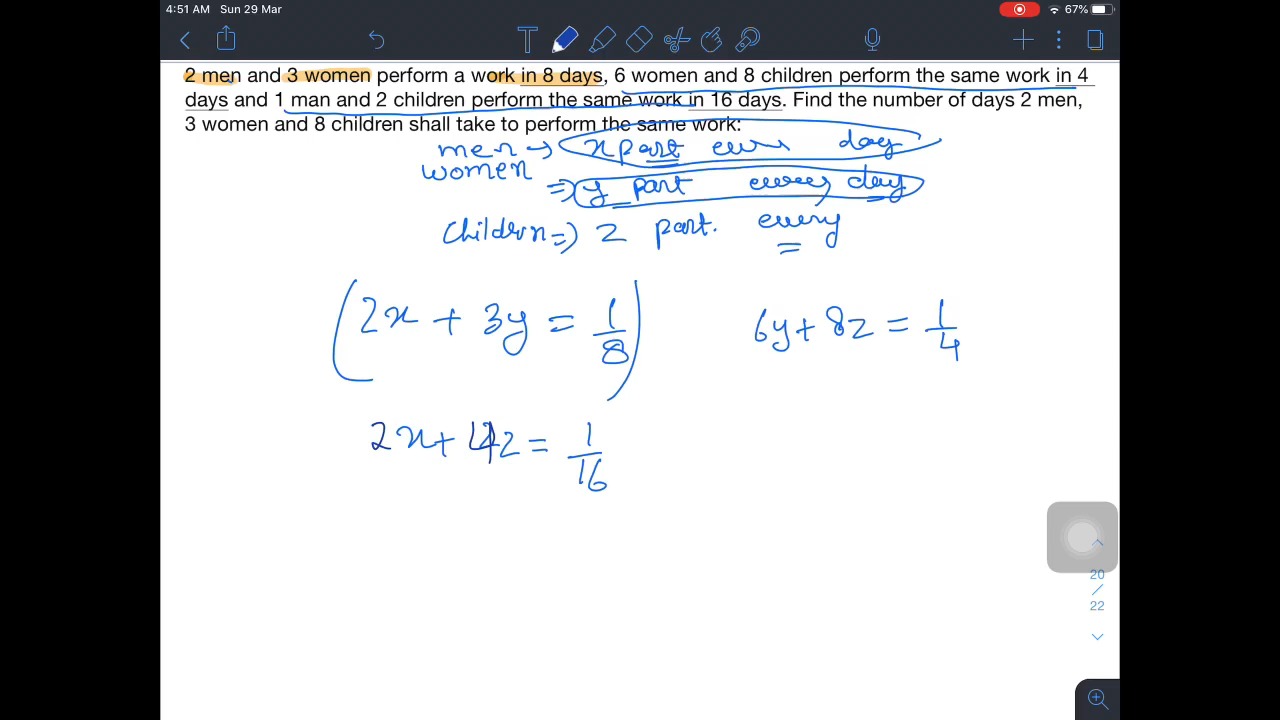 4:51 AM Sun 29 Mar 67%
2 men and 3 women perform a work in 8 days, 6 women and 8 children perform the same work in 4
days and 1 man and 2 children perform the same work in 16 days. Find the number of days 2 men,
3 women and 8 children shall take to perform the same work:
men → x part day
women
⇒ y part every day
children ⇒ z part. every
(2x + 3y = 1/8) 6y + 8z = 1/4
2x + z = 1/16
20
/
22